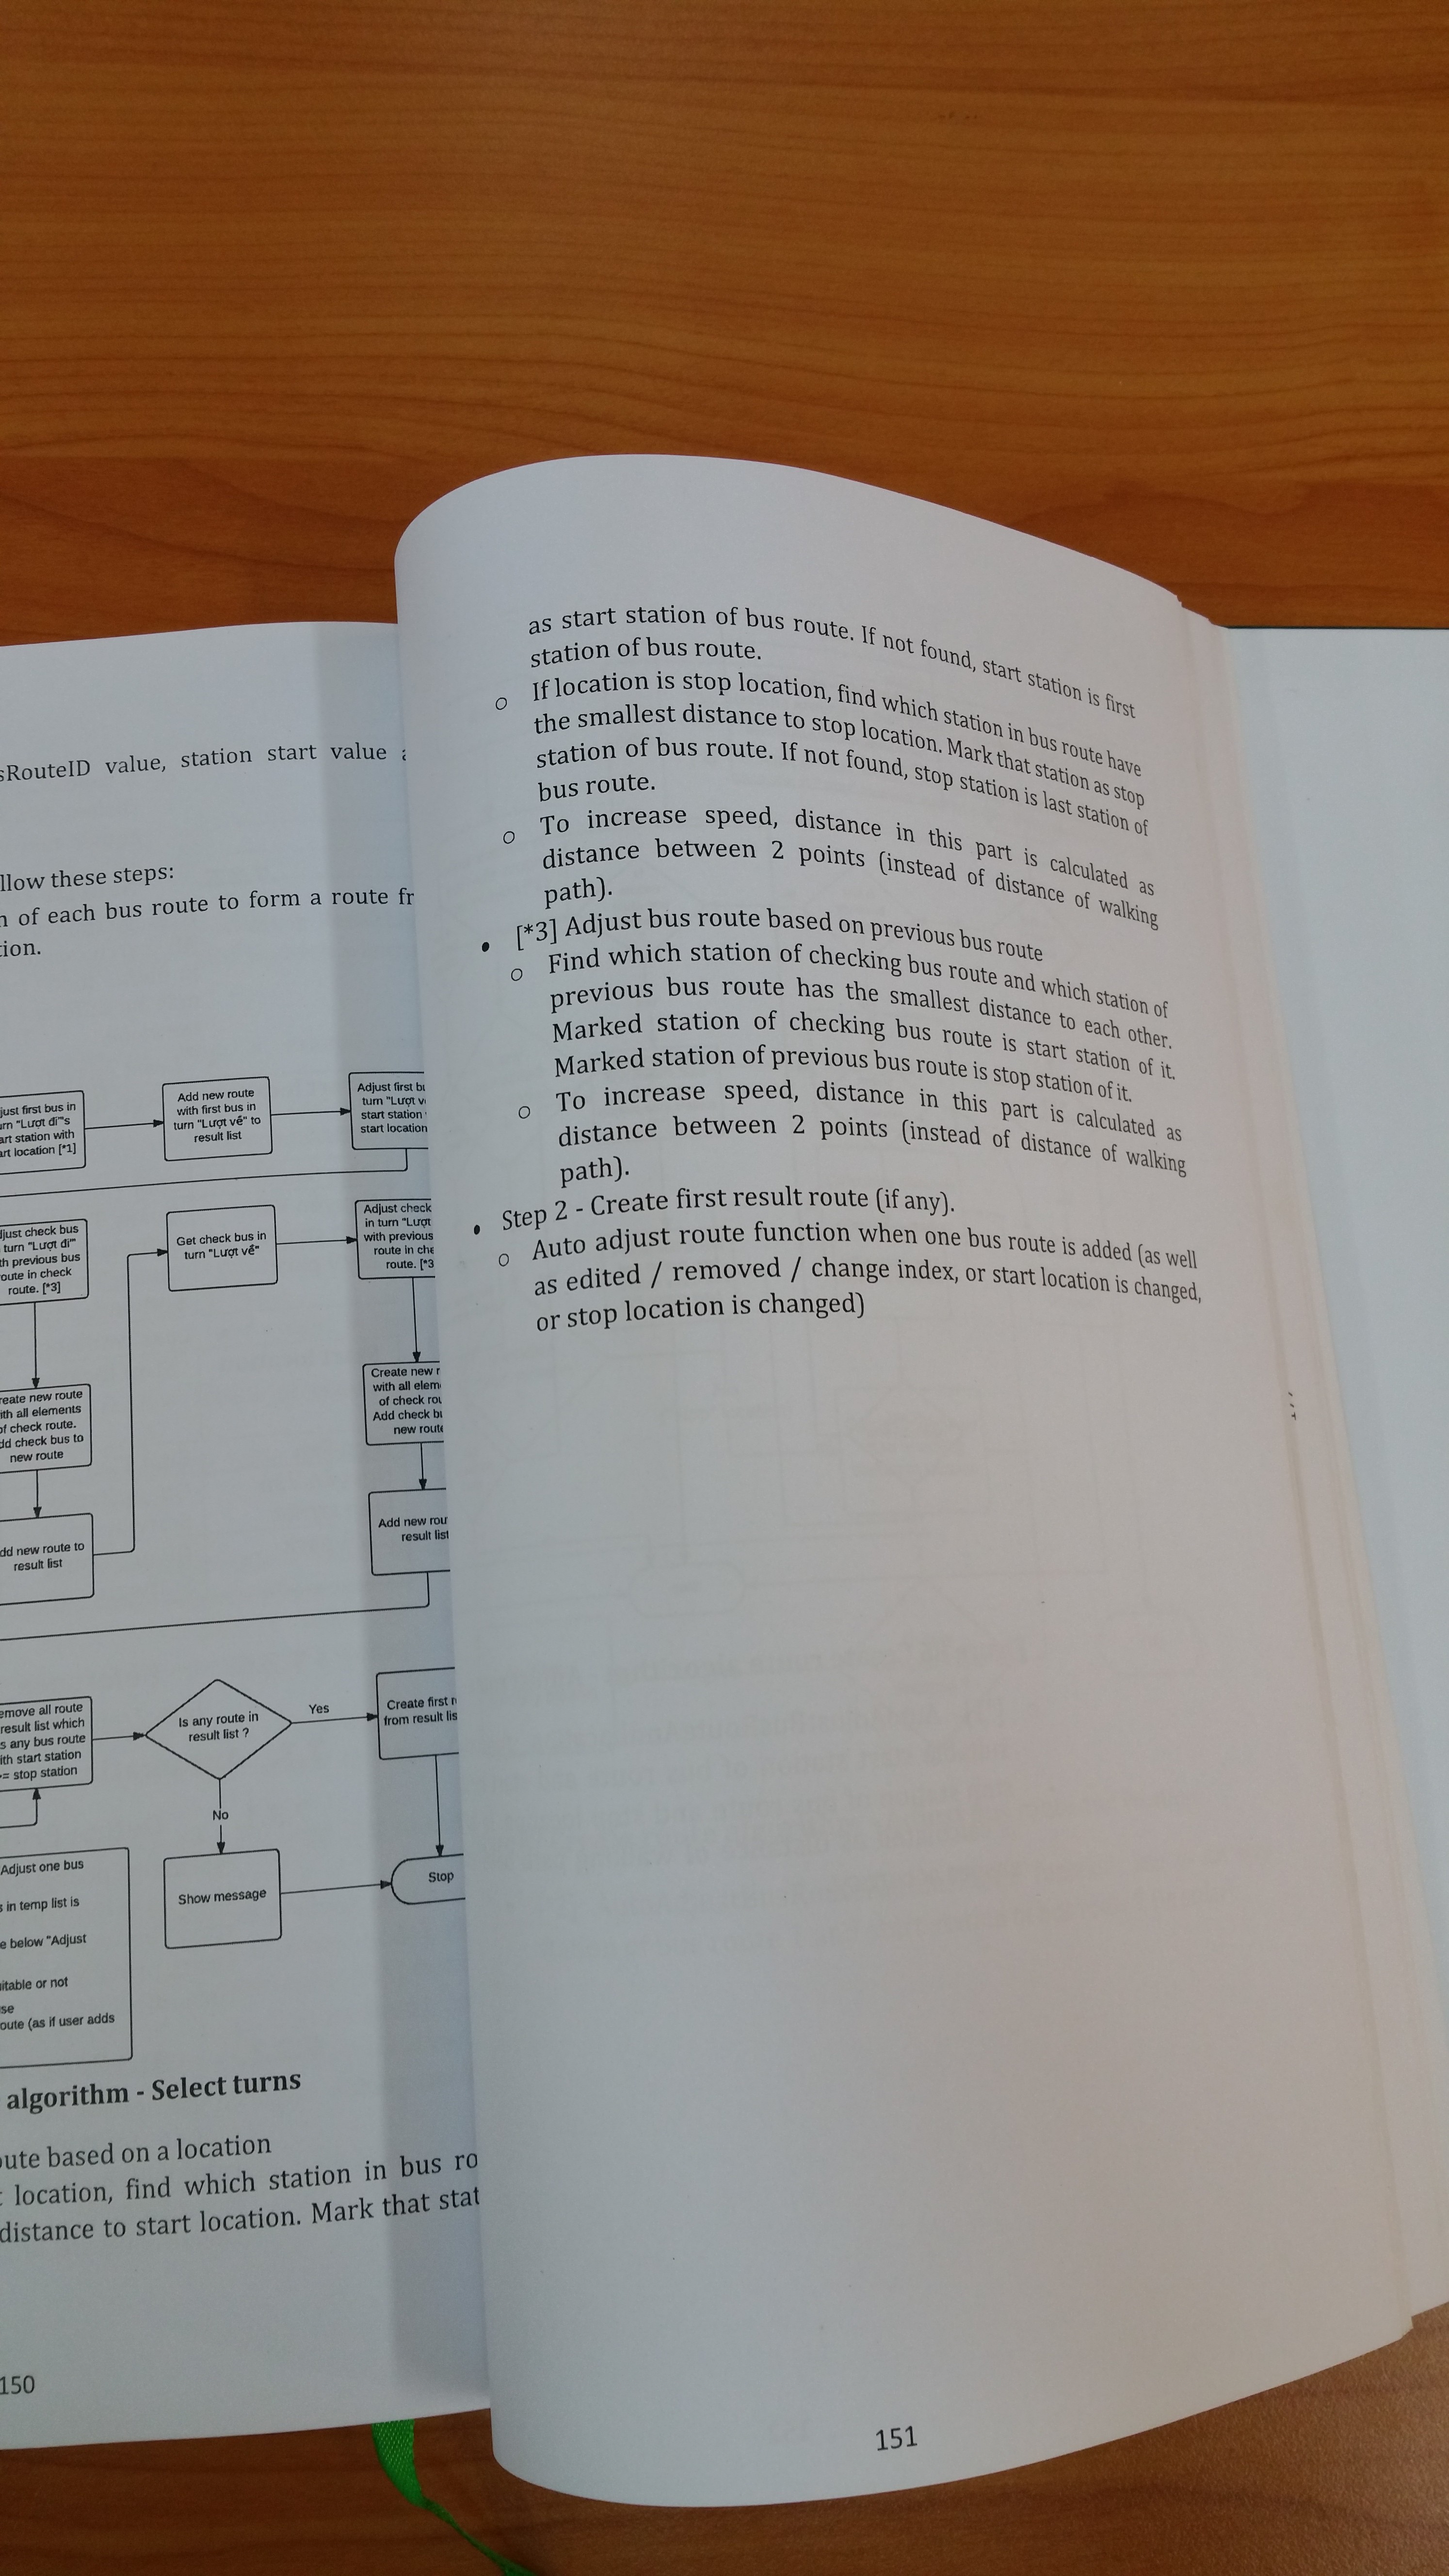 sRouteID value, station start value
llow these steps:
of each bus route to form a route
tion.
just first bus in
urn "Lượt đi"'s
art station with
art location [*1]
Add new route
with first bus in
turn "Lượt về" to
result list
Adjust first
turn "Lượt
start station
start location
just check bus
turn "Lượt đi"
th previous bus
oute in check
route. [*3]
Get check bus in
turn "Lượt về"
Adjust check
in turn "Lượt
with previous
route in
route. [*3
reate new route
ith all elements
of check route.
dd check bus to
new route
Create new
with all
of check
Add check
new
dd new route to
result list
Add new
result list
emove all route
result list which
s any bus route
ith start station
= stop station
Is any route in
result list ?
Yes
No
Create first
from result
Show message
Stop
Adjust one bus
in temp list is
e below "Adjust
itable or not
se
oute (as if user adds
algorithm - Select turns
oute based on a location
location, find which station in bus
distance to start location. Mark that
150
as start station of bus route. If not found, start station is first
station of bus route.
o If location is stop location, find which station in bus route have
the smallest distance to stop location. Mark that station as stop
station of bus route. If not found, stop station is last station of
bus route.
o To increase speed, distance in this part is calculated as
distance between 2 points (instead of distance of walking
path).
• [*3] Adjust bus route based on previous bus route
o Find which station of checking bus route and which station of
previous bus route has the smallest distance to each other.
Marked station of checking bus route is start station of it.
Marked station of previous bus route is stop station of it.
o To increase speed, distance in this part is calculated as
distance between 2 points (instead of distance of walking
path).
• Step 2 - Create first result route (if any).
o Auto adjust route function when one bus route is added (as well
as edited / removed / change index, or start location is changed,
or stop location is changed)
151